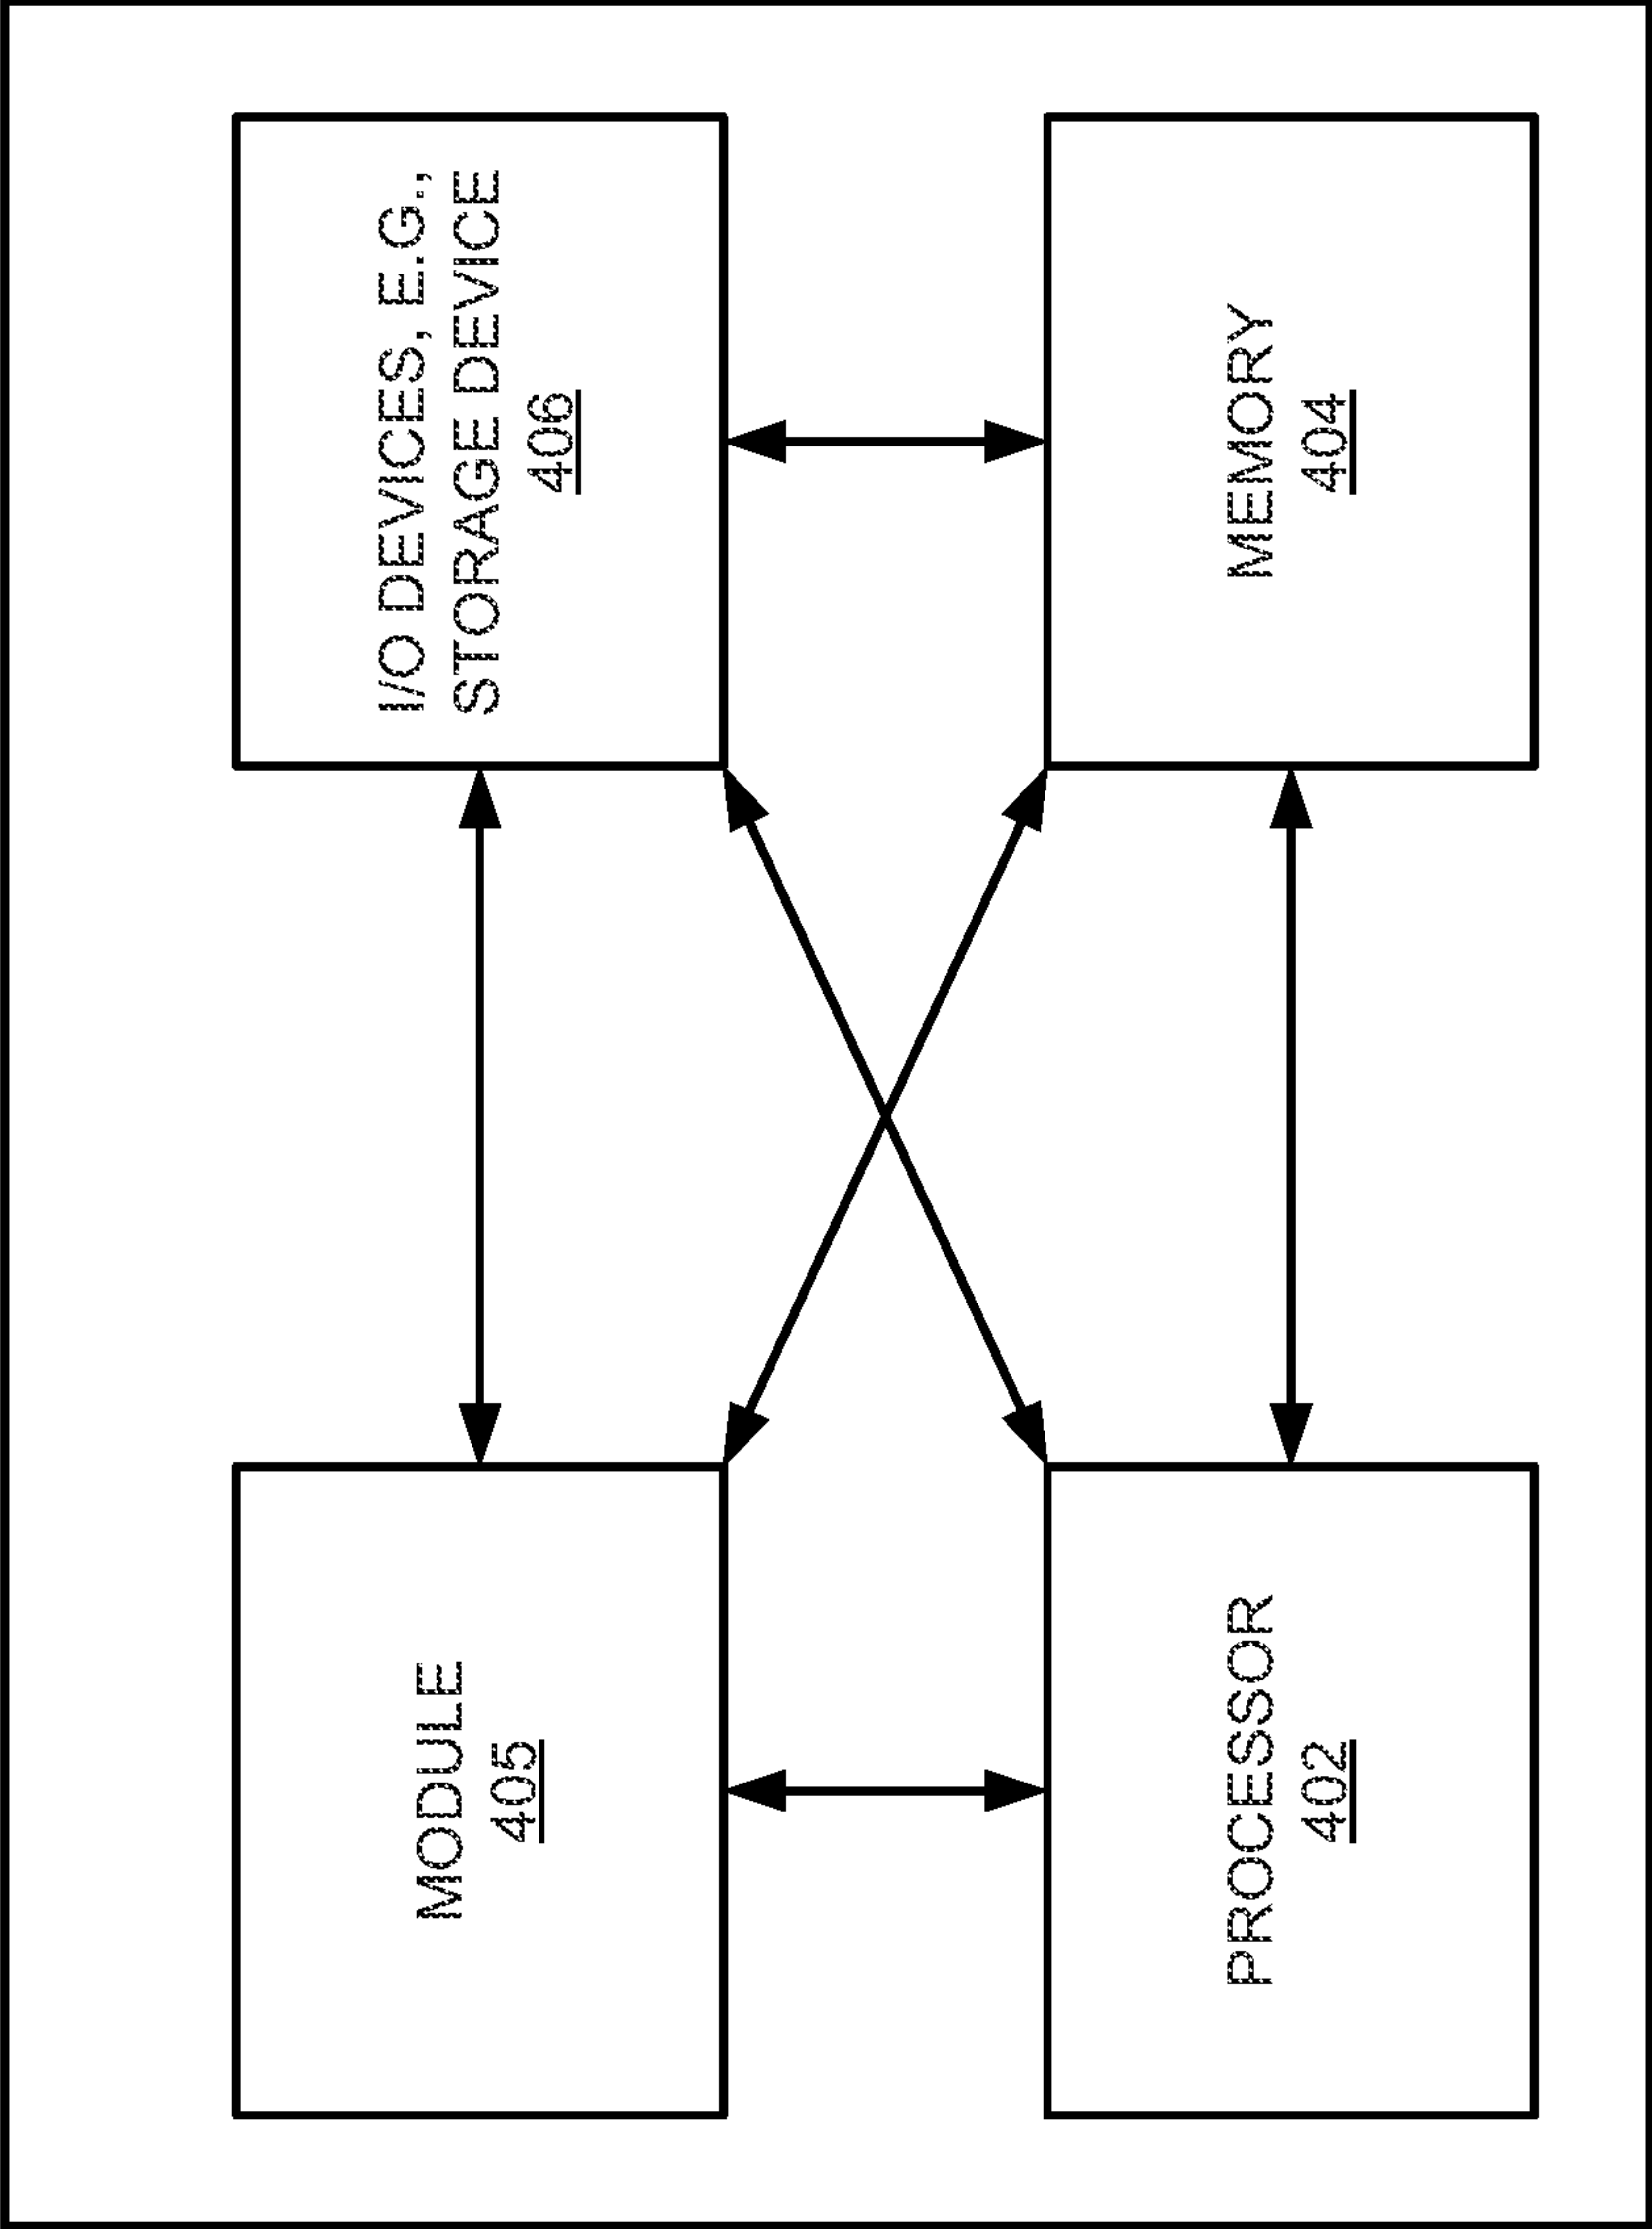 MODULE
405
I/O DEVICES, E.G.,
STORAGE DEVICE
406
PROCESSOR
402
MEMORY
404